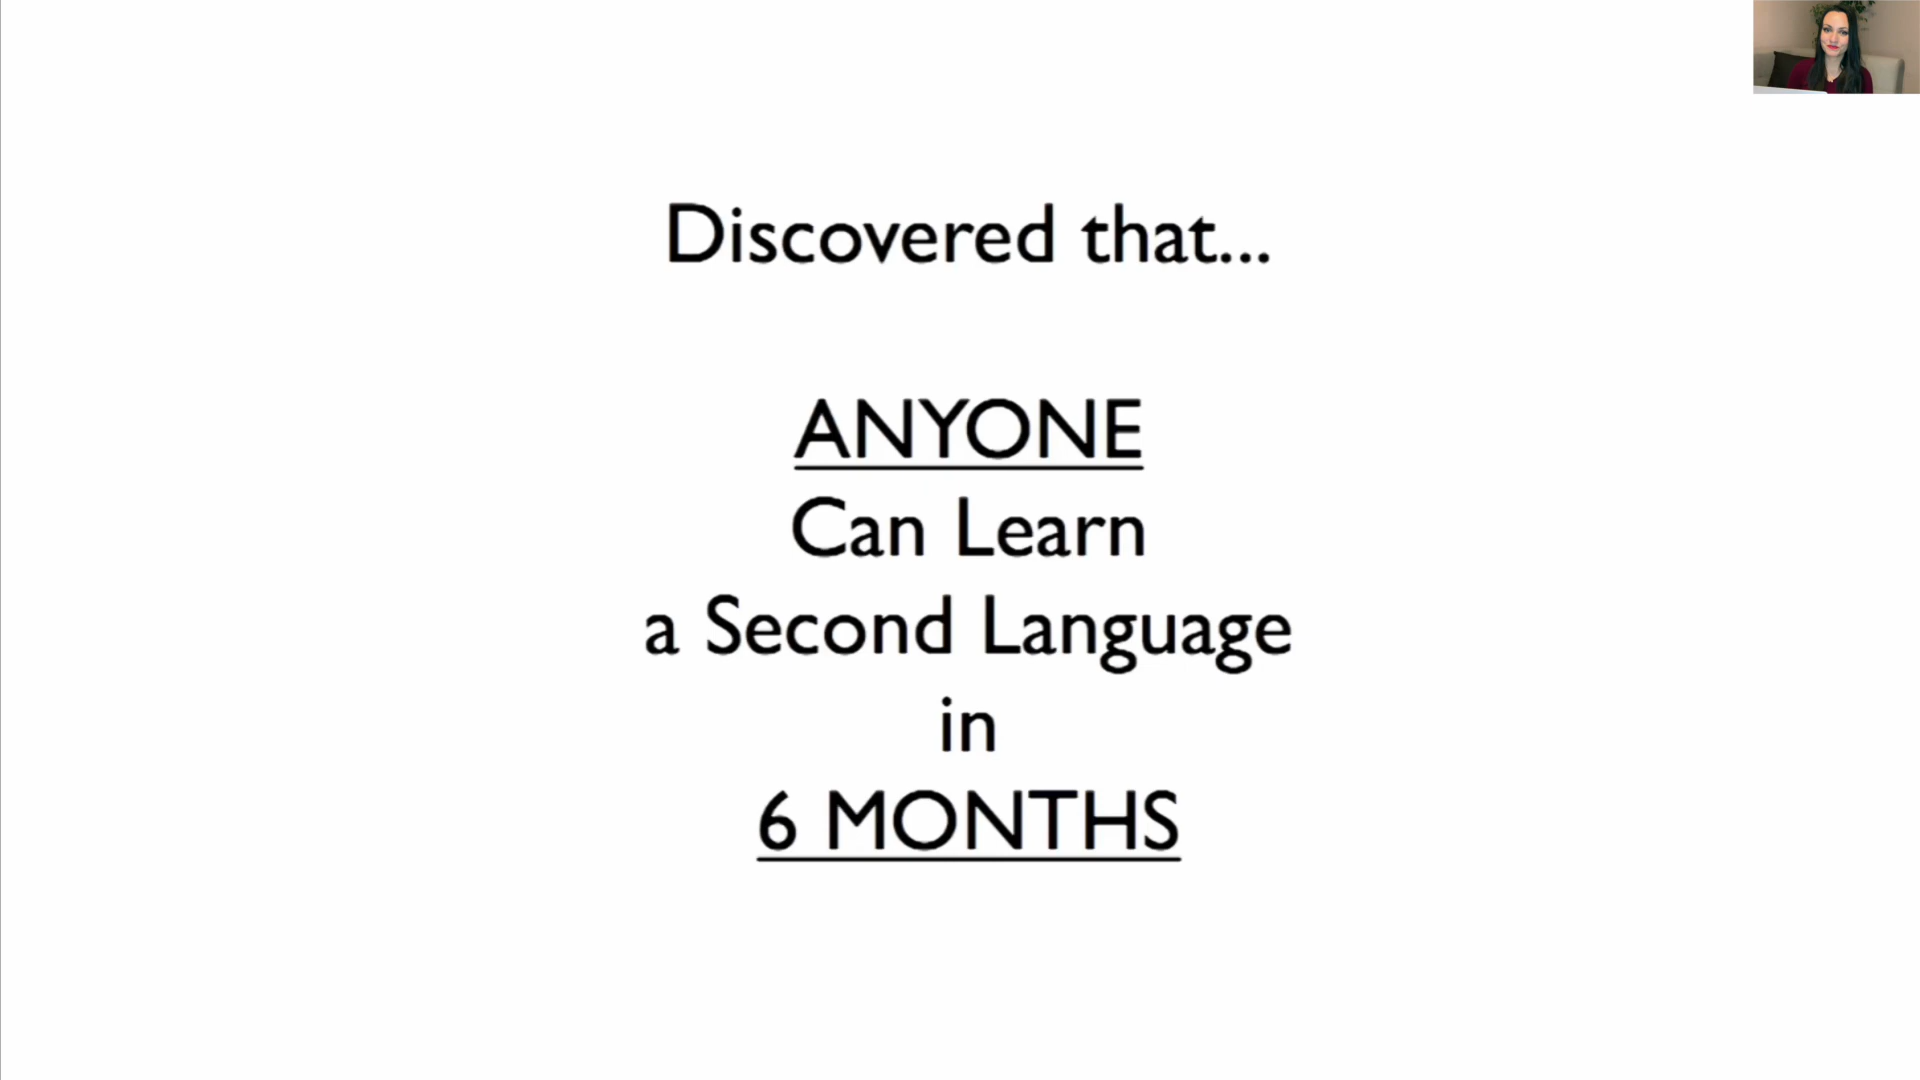 Discovered that...
ANYONE
Can Learn
a Second Language
in
6 MONTHS